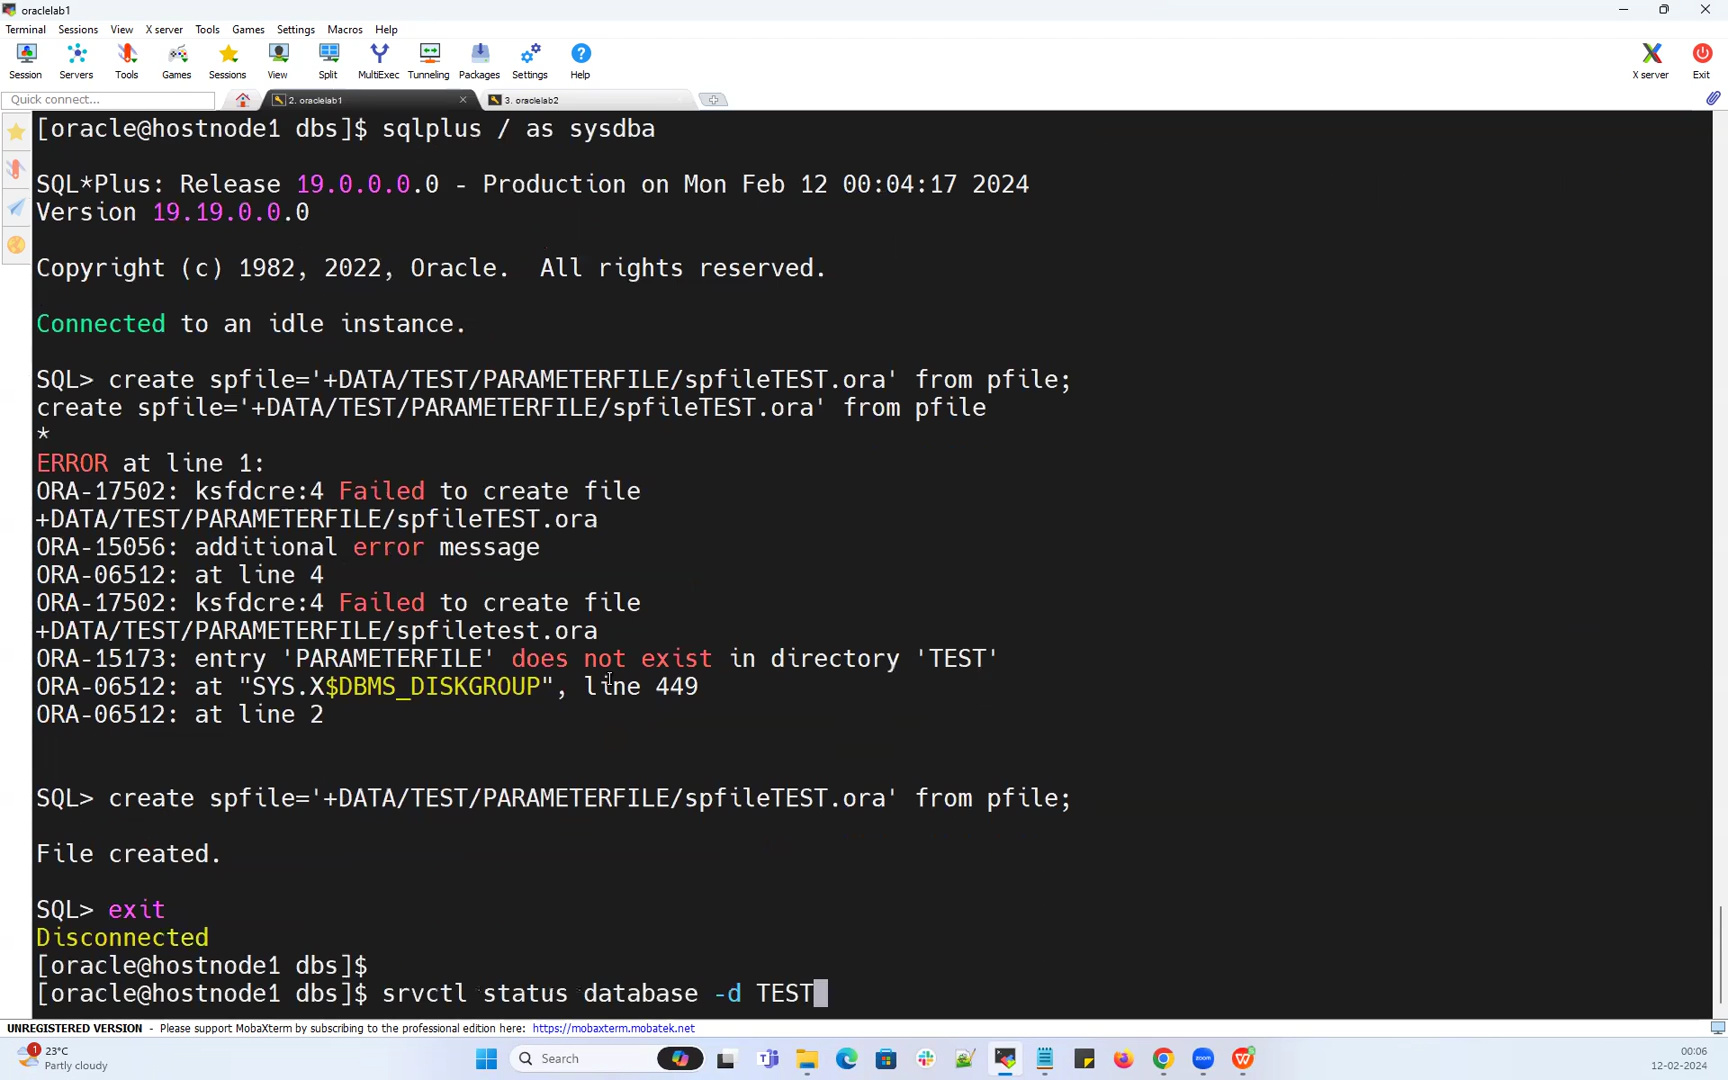 oraclelab1
Terminal Sessions View X server Tools Games Settings Macros Help
Session Servers Tools Games Sessions View Split MultiExec Tunneling Packages Settings Help X server Exit
Quick connect... 2. oraclelab1 3. oraclelab2
[oracle@hostnode1 dbs]$ sqlplus / as sysdba
SQL*Plus: Release 19.0.0.0.0 - Production on Mon Feb 12 00:04:17 2024
Version 19.19.0.0.0
Copyright (c) 1982, 2022, Oracle.  All rights reserved.
Connected to an idle instance.
SQL> create spfile='+DATA/TEST/PARAMETERFILE/spfileTEST.ora' from pfile;
create spfile='+DATA/TEST/PARAMETERFILE/spfileTEST.ora' from pfile
*
ERROR at line 1:
ORA-17502: ksfdcre:4 Failed to create file
+DATA/TEST/PARAMETERFILE/spfileTEST.ora
ORA-15056: additional error message
ORA-06512: at line 4
ORA-17502: ksfdcre:4 Failed to create file
+DATA/TEST/PARAMETERFILE/spfiletest.ora
ORA-15173: entry 'PARAMETERFILE' does not exist in directory 'TEST'
ORA-06512: at "SYS.X$DBMS_DISKGROUP", line 449
ORA-06512: at line 2
SQL> create spfile='+DATA/TEST/PARAMETERFILE/spfileTEST.ora' from pfile;
File created.
SQL> exit
Disconnected
[oracle@hostnode1 dbs]$
[oracle@hostnode1 dbs]$ srvctl status database -d TEST
UNREGISTERED VERSION - Please support MobaXterm by subscribing to the professional edition here: https://mobaxterm.mobatek.net
1 23°C
Partly cloudy
Search
zoom
00:06
12-02-2024